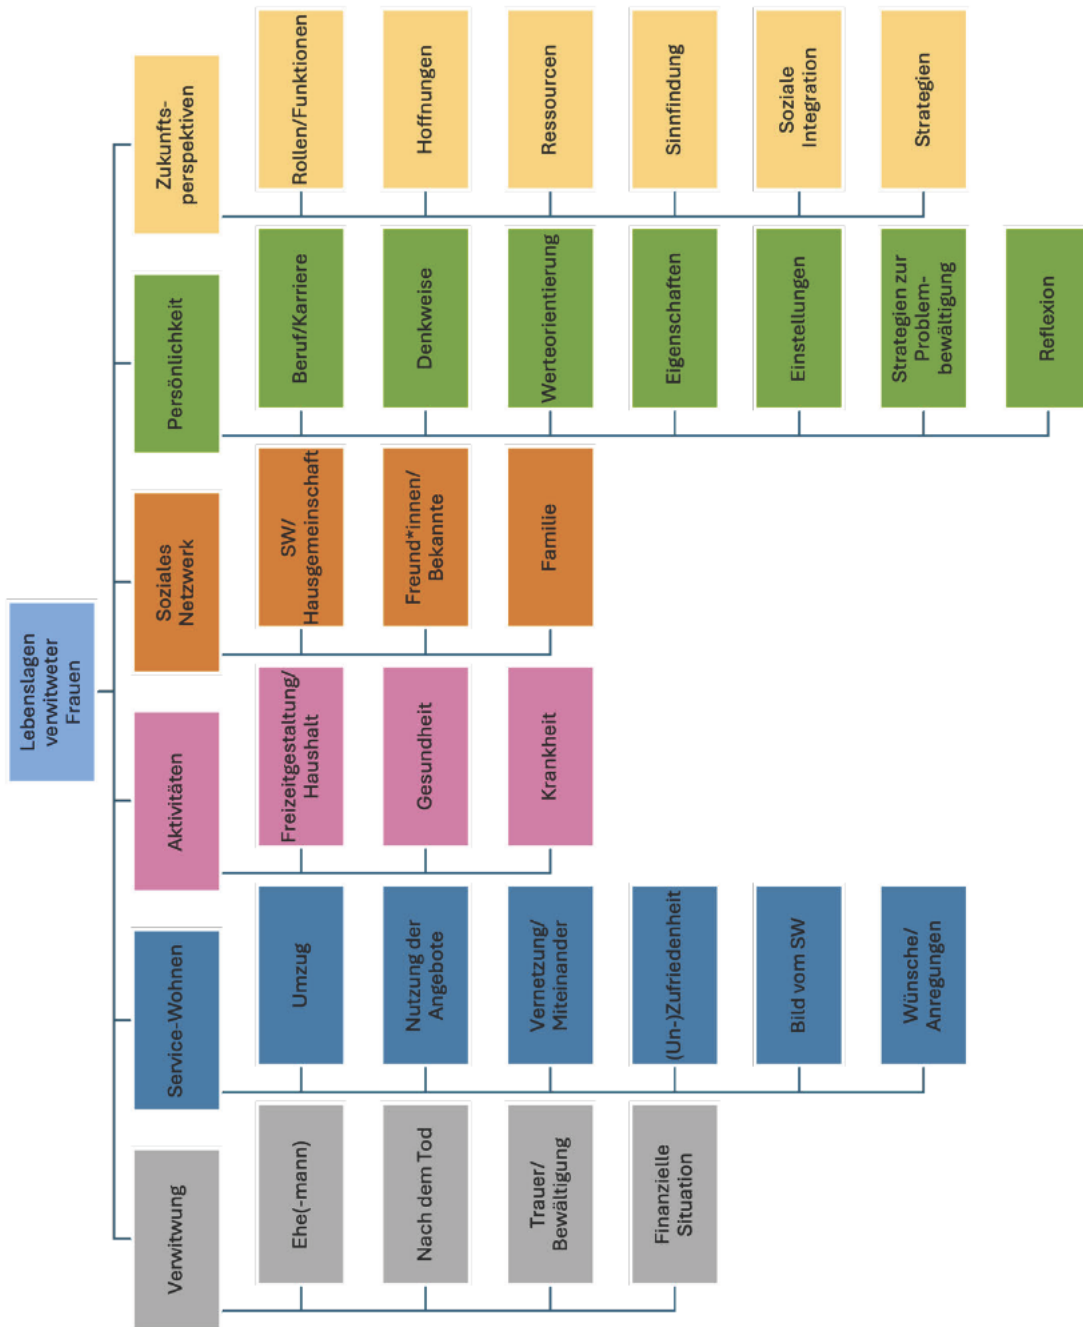 Lebenslagen
verwitweter
Frauen
Verwitwung
Ehe(-mann)
Nach dem Tod
Trauer/
Bewältigung
Finanzielle
Situation
Service-Wohnen
Umzug
Nutzung der
Angebote
Vernetzung/
Miteinander
(Un-)Zufriedenheit
Bild vom SW
Wünsche/
Anregungen
Aktivitäten
Freizeitgestaltung/
Haushalt
Gesundheit
Krankheit
Soziales
Netzwerk
SW/
Hausgemeinschaft
Freund*innen/
Bekannte
Familie
Persönlichkeit
Beruf/Karriere
Denkweise
Werteorientierung
Eigenschaften
Einstellungen
Strategien zur
Problem-
bewältigung
Reflexion
Zukunfts-
perspektiven
Rollen/Funktionen
Hoffnungen
Ressourcen
Sinnfindung
Soziale
Integration
Strategien